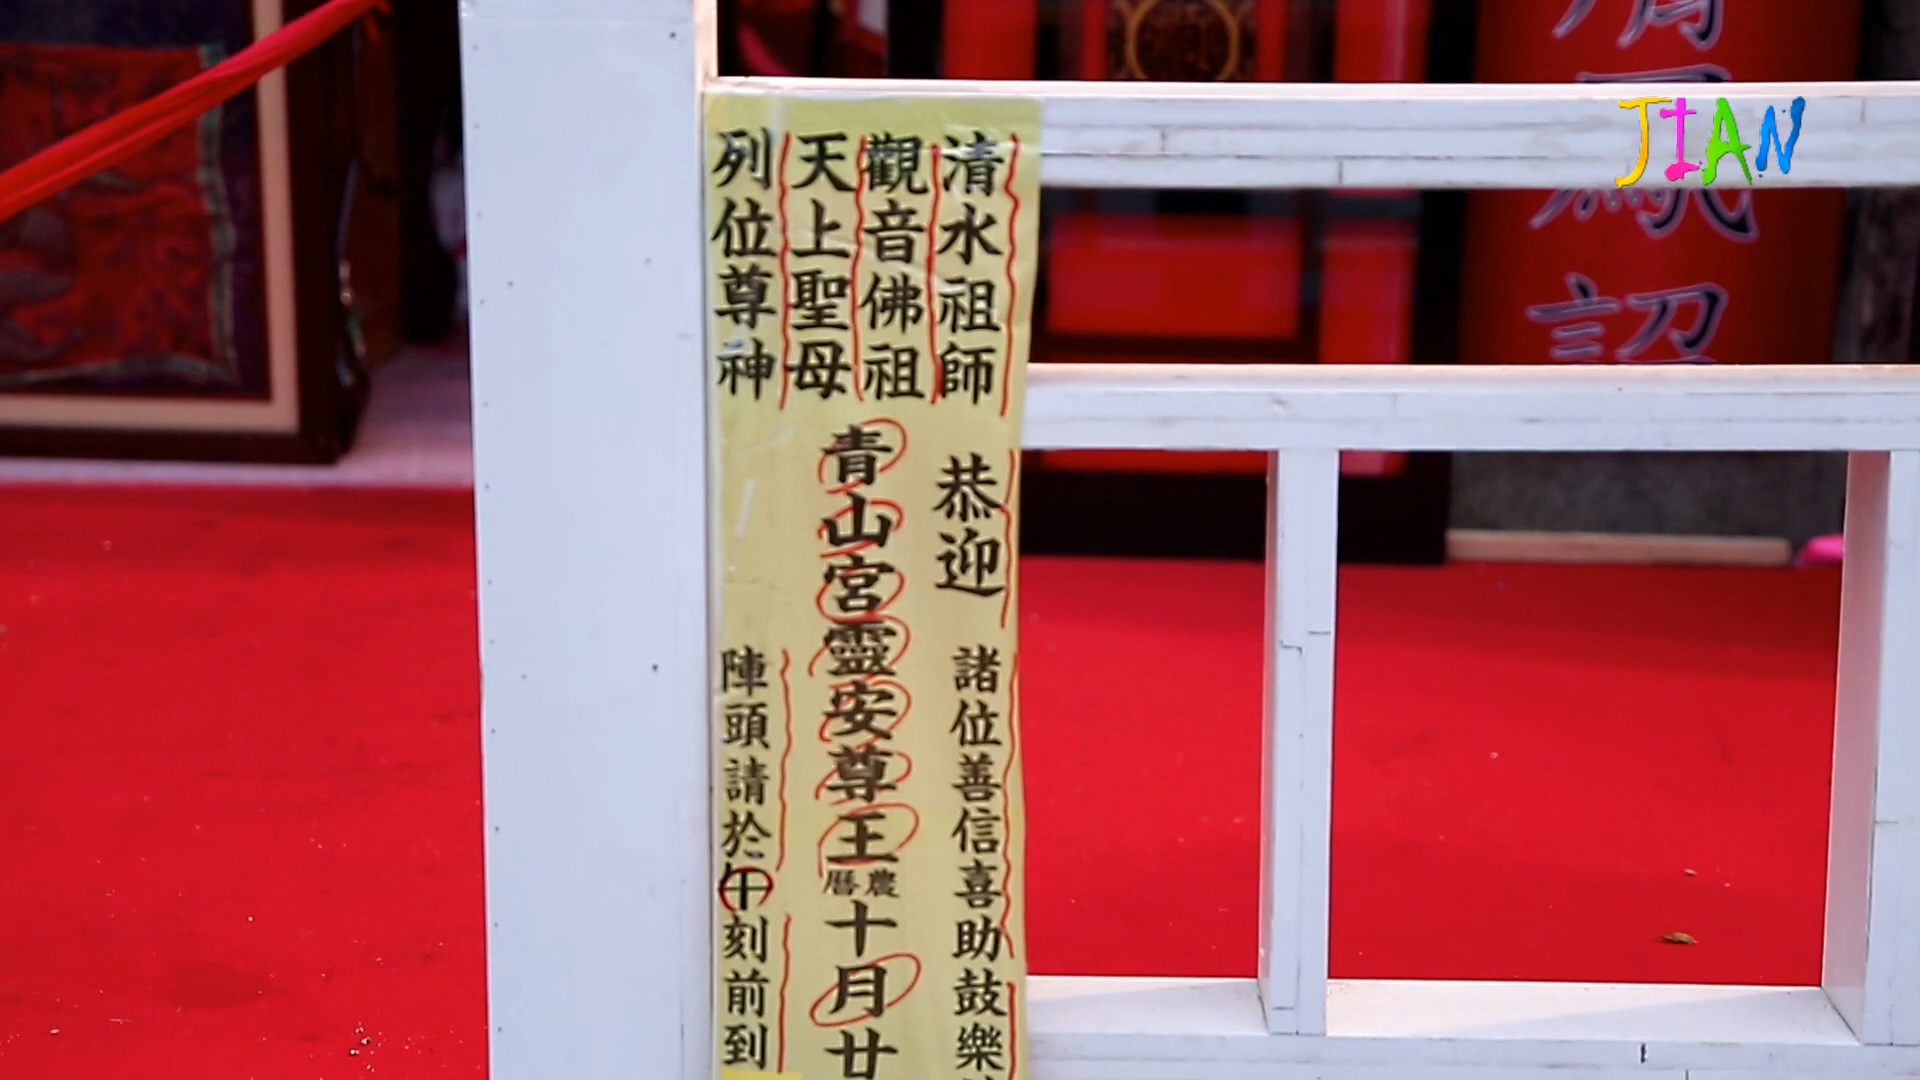 清水祖師
觀音佛祖
天上聖母
列位尊神
恭迎
諸位善信喜助鼓樂
青山宮靈安尊王
農曆
十月廿
陣頭請於午刻前到
JIAN